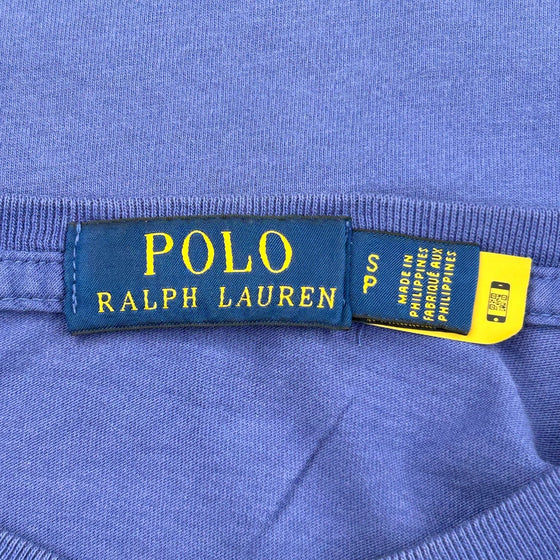 POLO
RALPH LAUREN
S
P
MADE IN
PHILIPPINES
FABRIQUÉ AUX
PHILIPPINES